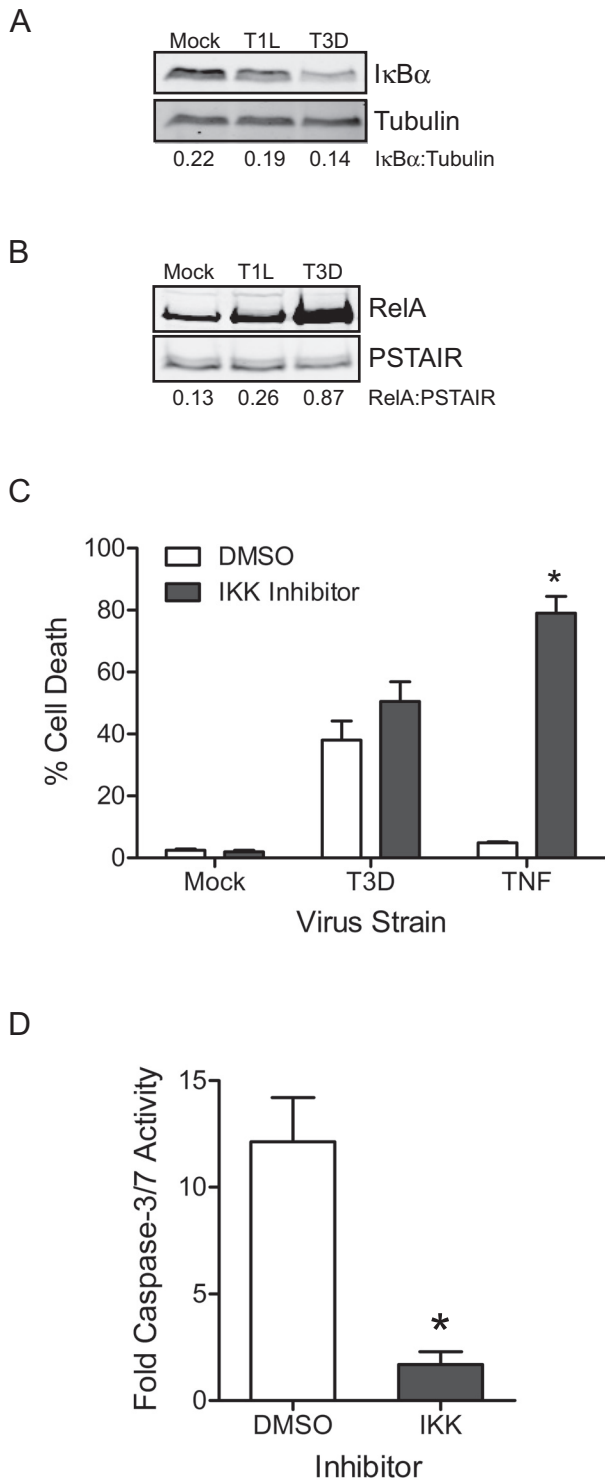 A
Mock T1L T3D
IκBα
Tubulin
0.22 0.19 0.14 IκBα:Tubulin
B
Mock T1L T3D
RelA
PSTAIR
0.13 0.26 0.87 RelA:PSTAIR
C
% Cell Death
100
80
60
40
20
0
DMSO
IKK Inhibitor
*
Mock T3D TNF
Virus Strain
D
Fold Caspase-3/7 Activity
15
10
5
0
*
DMSO IKK
Inhibitor